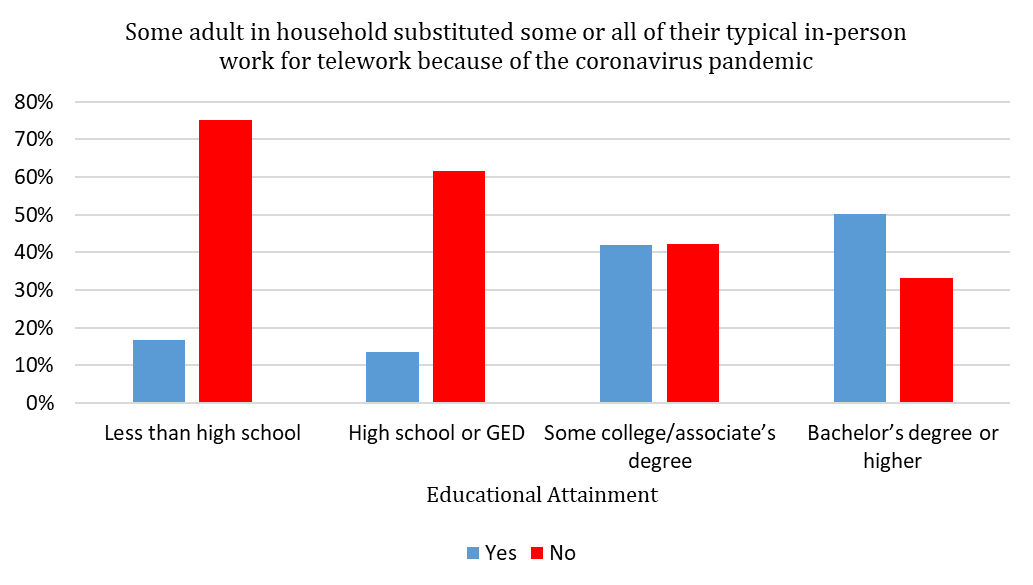 Some adult in household substituted some or all of their typical in-person
work for telework because of the coronavirus pandemic
80%
70%
60%
50%
40%
30%
20%
10%
0%
Less than high school
High school or GED
Some college/associate’s
degree
Bachelor’s degree or
higher
Educational Attainment
Yes
No